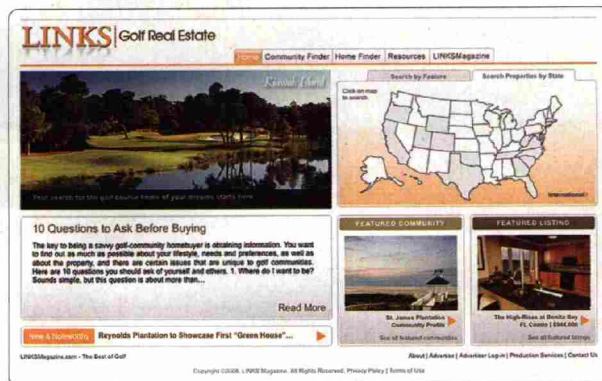 LINKS Golf Real Estate
Home Community Finder Home Finder Resources LINKSMagazine
Kiawah Island
Your search for the golf course home of your dreams starts here
Search by Feature
Search Properties by State
Click on map
to search.
International
10 Questions to Ask Before Buying
The key to being a savvy golf-community homebuyer is obtaining information. You want
to find out as much as possible about your lifestyle, needs and preferences, as well as
about the property, and there are certain issues that are unique to golf communities.
Here are 10 questions you should ask of yourself and others. 1. Where do I want to be?
Sounds simple, but this question is about more than...
Read More
New & Noteworthy
Reynolds Plantation to Showcase First "Green House"...
FEATURED COMMUNITY
St. James Plantation
Community Profile
See all featured communities
FEATURED LISTING
The High-Rises at Bonita Bay
FL Condo |
See all featured listings
LINKSMagazine.com - The Best of Golf
About | Advertise | Advertiser Log-in | Production Services | Contact Us
Copyright ©2008, LINKS Magazine. All Rights Reserved. Privacy Policy | Terms of Use